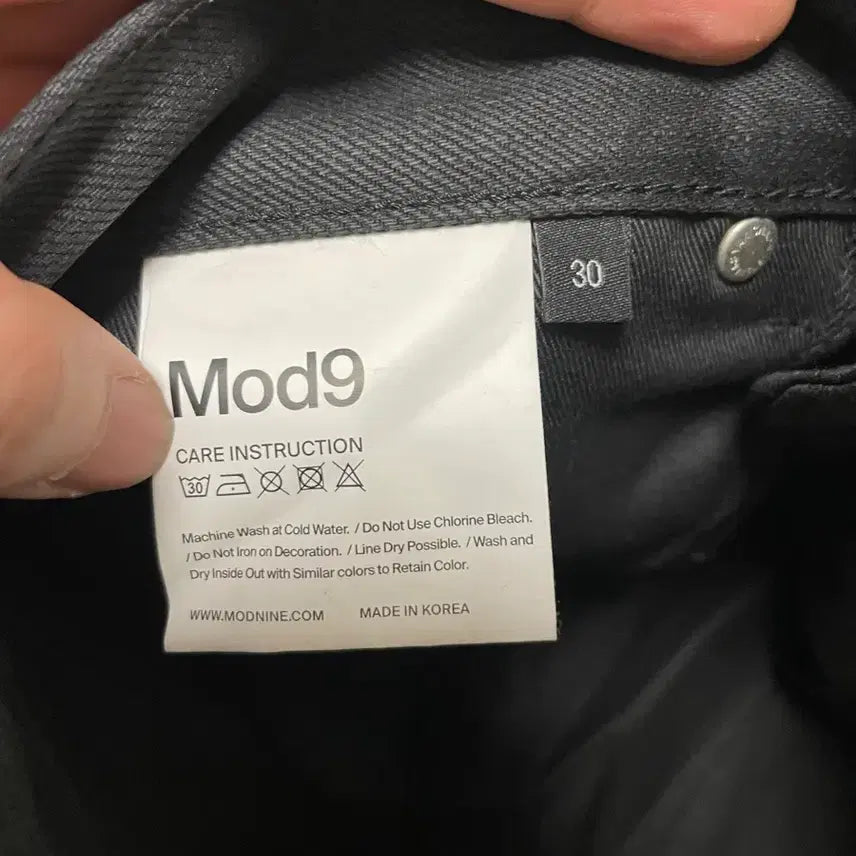 30
Mod9
CARE INSTRUCTION
30
Machine Wash at Cold Water. / Do Not Use Chlorine Bleach.
/ Do Not Iron on Decoration. / Line Dry Possible. / Wash and
Dry Inside Out with Similar colors to Retain Color.
WWW.MODNINE.COM MADE IN KOREA